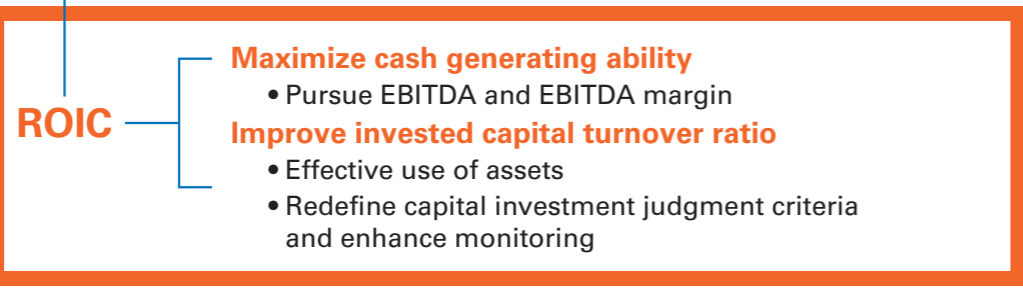 ROIC
Maximize cash generating ability
• Pursue EBITDA and EBITDA margin
Improve invested capital turnover ratio
• Effective use of assets
• Redefine capital investment judgment criteria
and enhance monitoring